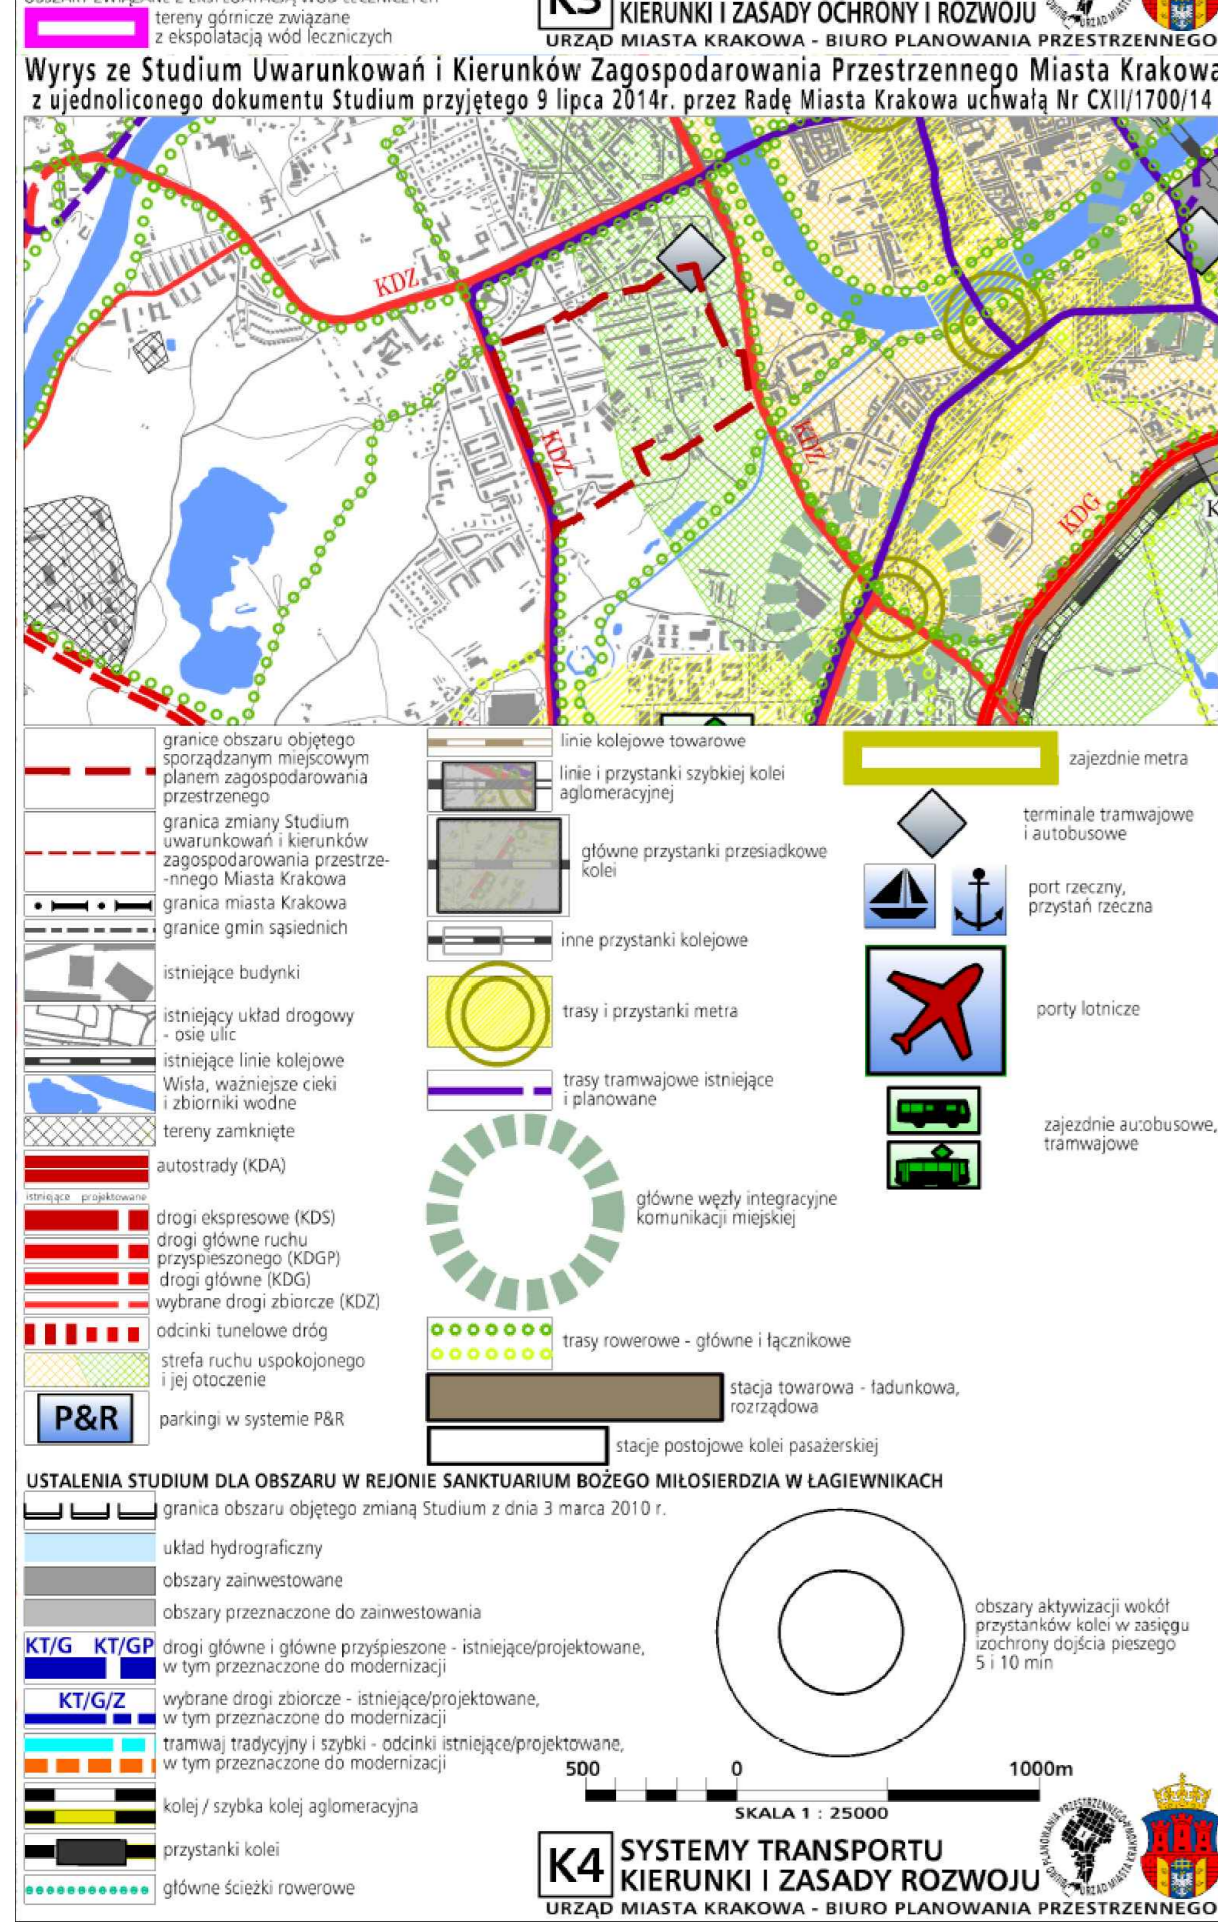 tereny górnicze związane
z ekspolatacją wód leczniczych
K3
KIERUNKI I ZASADY OCHRONY I ROZWOJU
URZĄD MIASTA KRAKOWA - BIURO PLANOWANIA PRZESTRZENNEGO
Wyrys ze Studium Uwarunkowań i Kierunków Zagospodarowania Przestrzennego Miasta Krakowa
z ujednoliconego dokumentu Studium przyjętego 9 lipca 2014r. przez Radę Miasta Krakowa uchwałą Nr CXII/1700/14
KDZ
KDZ
KDZ
KDG
K
granice obszaru objętego
sporządzanym miejscowym
planem zagospodarowania
przestrzenego
granica zmiany Studium
uwarunkowań i kierunków
zagospodarowania przestrze-
-nnego Miasta Krakowa
granica miasta Krakowa
granice gmin sąsiednich
istniejące budynki
istniejący układ drogowy
- osie ulic
istniejące linie kolejowe
Wisła, ważniejsze cieki
i zbiorniki wodne
tereny zamknięte
autostrady (KDA)
istniejące projektowane
drogi ekspresowe (KDS)
drogi główne ruchu
przyspieszonego (KDGP)
drogi główne (KDG)
wybrane drogi zbiorcze (KDZ)
odcinki tunelowe dróg
strefa ruchu uspokojonego
i jej otoczenie
P&R
parkingi w systemie P&R
linie kolejowe towarowe
linie i przystanki szybkiej kolei
aglomeracyjnej
główne przystanki przesiadkowe
kolei
inne przystanki kolejowe
trasy i przystanki metra
trasy tramwajowe istniejące
i planowane
główne węzły integracyjne
komunikacji miejskiej
trasy rowerowe - główne i łącznikowe
stacja towarowa - ładunkowa,
rozrządowa
stacje postojowe kolei pasażerskiej
zajezdnie metra
terminale tramwajowe
i autobusowe
port rzeczny,
przystań rzeczna
porty lotnicze
zajezdnie autobusowe,
tramwajowe
USTALENIA STUDIUM DLA OBSZARU W REJONIE SANKTUARIUM BOŻEGO MIŁOSIERDZIA W ŁAGIEWNIKACH
granica obszaru objętego zmianą Studium z dnia 3 marca 2010 r.
układ hydrograficzny
obszary zainwestowane
obszary przeznaczone do zainwestowania
KT/G KT/GP
drogi główne i główne przyśpieszone - istniejące/projektowane,
w tym przeznaczone do modernizacji
KT/G/Z
wybrane drogi zbiorcze - istniejące/projektowane,
w tym przeznaczone do modernizacji
tramwaj tradycyjny i szybki - odcinki istniejące/projektowane,
w tym przeznaczone do modernizacji
kolej / szybka kolej aglomeracyjna
przystanki kolei
główne ścieżki rowerowe
obszary aktywizacji wokół
przystanków kolei w zasięgu
izochrony dojścia pieszego
5 i 10 min
500 0 1000m
SKALA 1 : 25000
K4
SYSTEMY TRANSPORTU
KIERUNKI I ZASADY ROZWOJU
URZĄD MIASTA KRAKOWA - BIURO PLANOWANIA PRZESTRZENNEGO